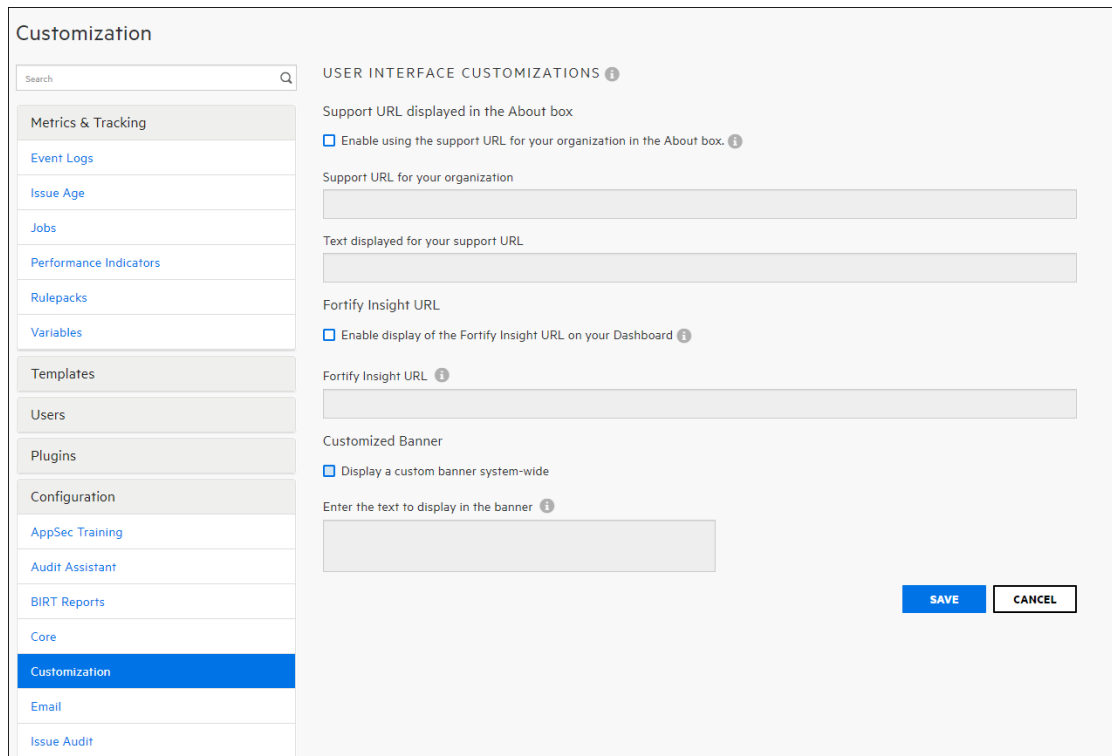 Customization
Search
Metrics & Tracking
Event Logs
Issue Age
Jobs
Performance Indicators
Rulepacks
Variables
Templates
Users
Plugins
Configuration
AppSec Training
Audit Assistant
BIRT Reports
Core
Customization
Email
Issue Audit
USER INTERFACE CUSTOMIZATIONS
Support URL displayed in the About box
Enable using the support URL for your organization in the About box.
Support URL for your organization
Text displayed for your support URL
Fortify Insight URL
Enable display of the Fortify Insight URL on your Dashboard
Fortify Insight URL
Customized Banner
Display a custom banner system-wide
Enter the text to display in the banner
SAVE
CANCEL